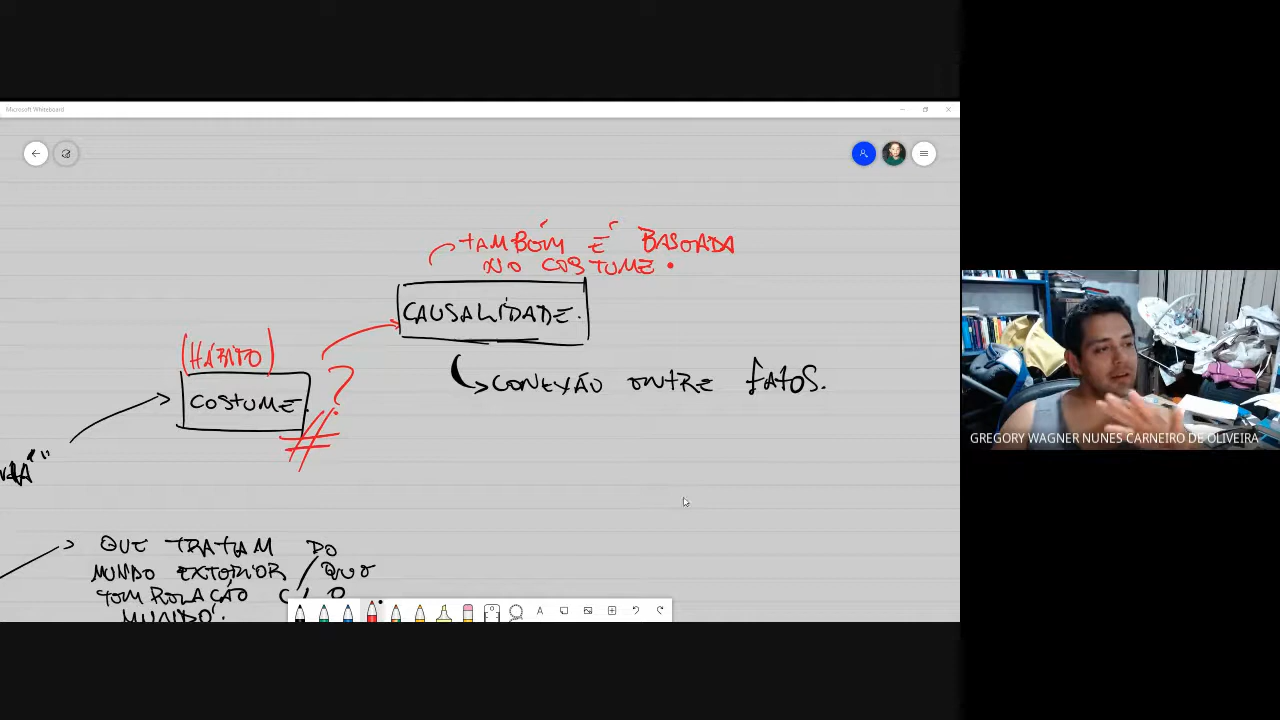 Microsoft Whiteboard
TAMBÉM É BASEADA
NO COSTUME.
CAUSALIDADE.
(HÁBITO)
?
CONEXÃO ENTRE FATOS.
COSTUME.
#
QUE TRATAM DO
MUNDO EXTERIOR / QUE
TEM RELAÇÃO C/ O
MUNDO.
A
GREGORY WAGNER NUNES CARNEIRO DE OLIVEIRA